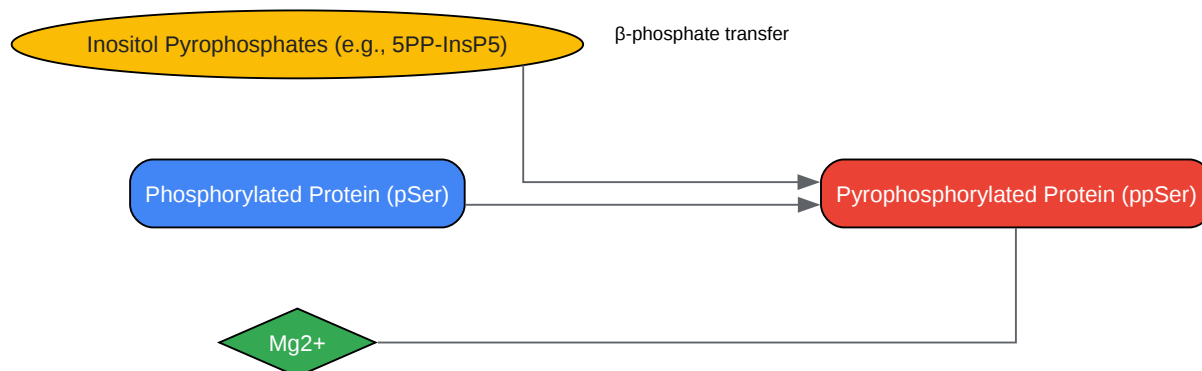 Inositol Pyrophosphates (e.g., 5PP-InsP5)
β-phosphate transfer
Phosphorylated Protein (pSer)
Pyrophosphorylated Protein (ppSer)
Mg2+